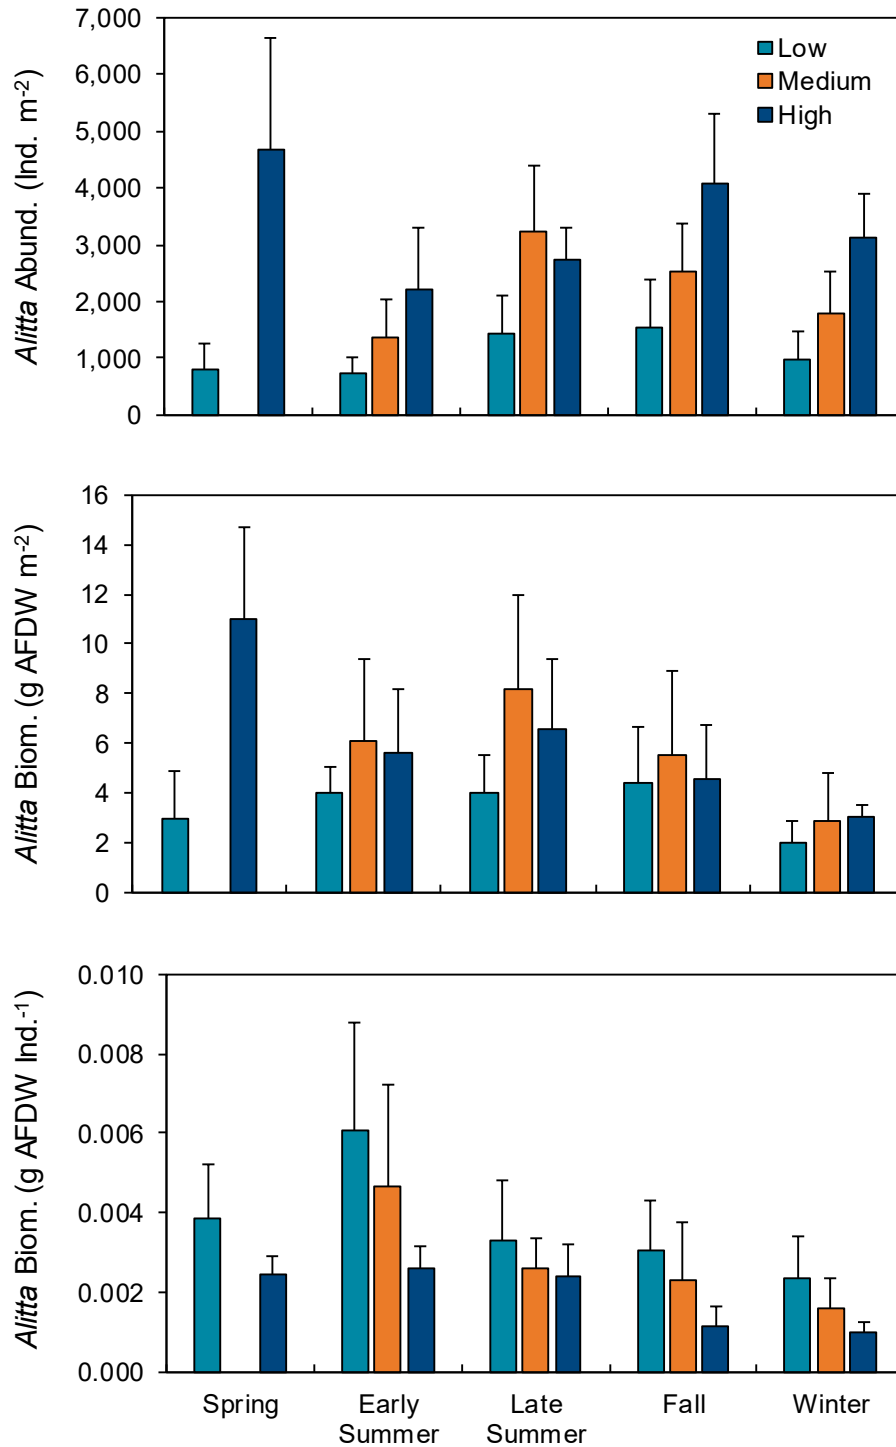 7,000
6,000
5,000
4,000
3,000
2,000
1,000
0
Alitta Abund. (Ind. m-2)
Low
Medium
High
16
14
12
10
8
6
4
2
0
Alitta Biom. (g AFDW m-2)
0.010
0.008
0.006
0.004
0.002
0.000
Alitta Biom. (g AFDW Ind.-1)
Spring
Early
Summer
Late
Summer
Fall
Winter